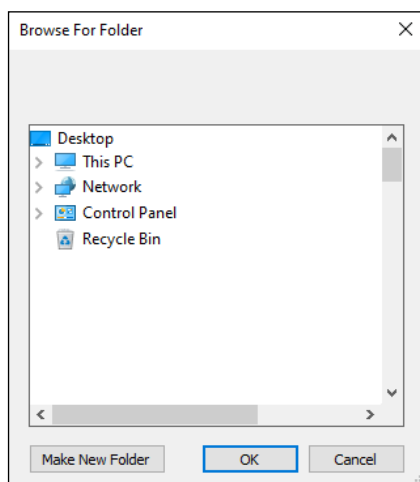 Browse For Folder
Desktop
This PC
Network
Control Panel
Recycle Bin
Make New Folder OK Cancel